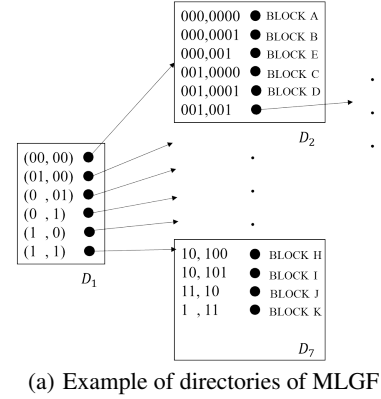 000,0000 BLOCK A
000,0001 BLOCK B
000,001 BLOCK E
001,0000 BLOCK C
001,0001 BLOCK D
001,001
D2
(00, 00)
(01, 00)
(0 , 01)
(0 , 1)
(1 , 0)
(1 , 1)
D1
10, 100 BLOCK H
10, 101 BLOCK I
11, 10 BLOCK J
1 , 11 BLOCK K
D7
(a) Example of directories of MLGF